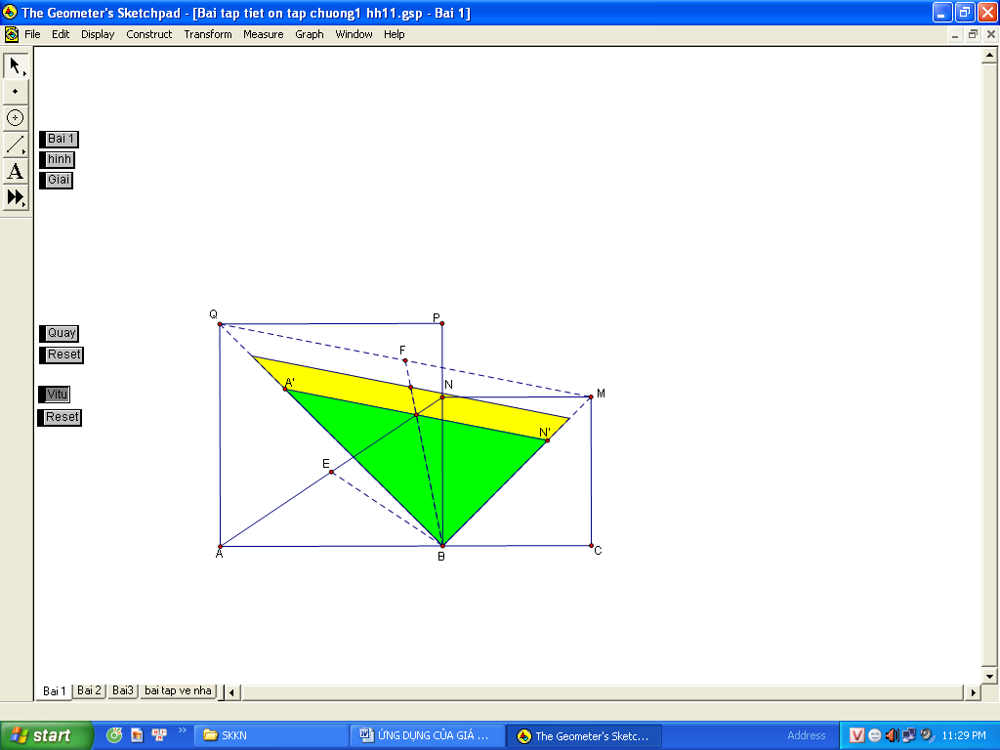 The Geometer's Sketchpad - [Bai tap tiet on tap chuong1 hh11.gsp - Bai 1]
File Edit Display Construct Transform Measure Graph Window Help
A
Bai 1
hinh
Giai
Q
P
Quay
F
Reset
A'
N
Vitu
M
Reset
N'
E
A
B
C
Bai 1 Bai 2 Bai3 bai tap ve nha
start SKKN ỨNG DỤNG CỦA GIÁ ... The Geometer's Sketc... Address V 11:29 PM